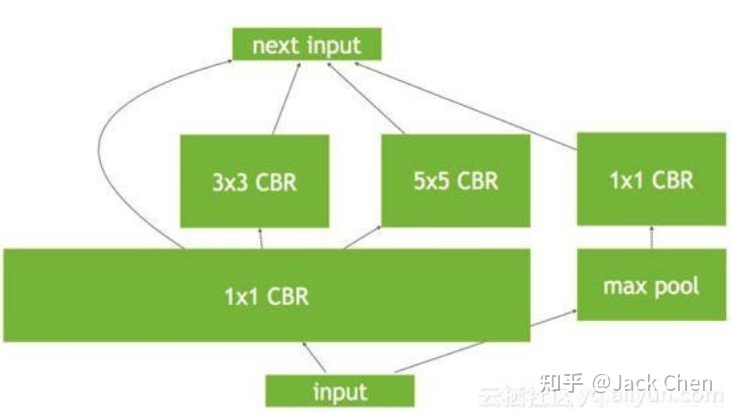 next input
3x3 CBR
5x5 CBR
1x1 CBR
1x1 CBR
max pool
input
知乎 @Jack Chen
云栖社区 yq.aliyun.com